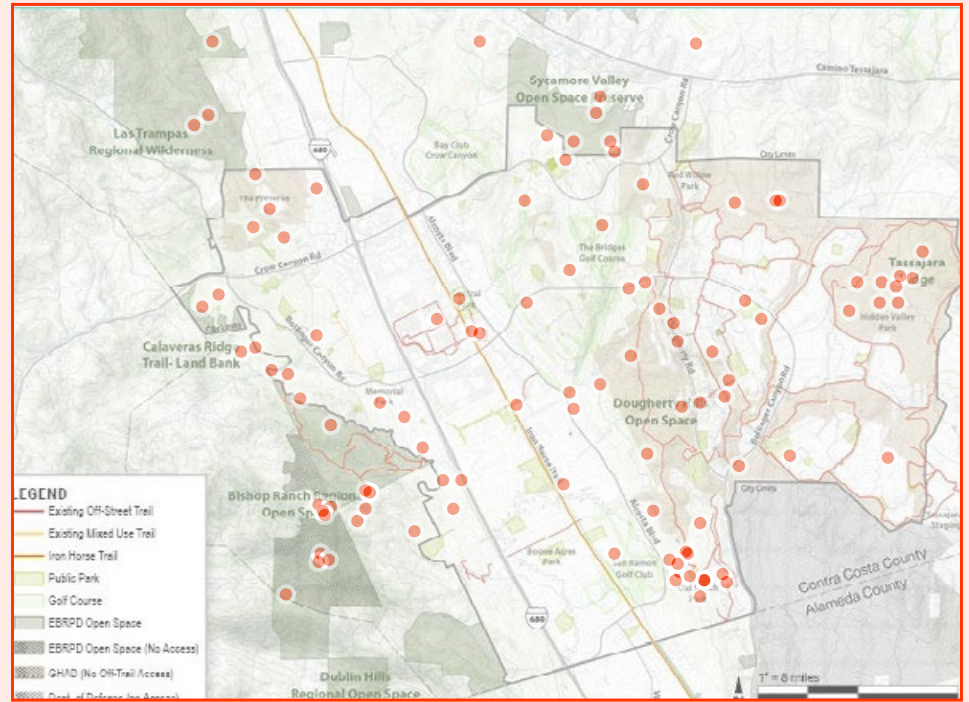 Camino Tassajara
Sycamore Valley
Open Space
Crow Canyon Rd
Las Trampas
Regional Wilderness
680
Bay Club
Crow Canyon
City Limits
Red Willow
Park
Alcosta Blvd
Crow Canyon Rd
The Bridges
Golf Course
Tassajara
Hidden Valley
Park
City Limits
Bollinger Canyon Rd
Calaveras Ridge
Trail- Land Bank
Memorial
Dougherty
Open Space
Bollinger Canyon Rd
Iron Horse
LEGEND
Existing Off-Street Trail
Existing Mixed Use Trail
Iron Horse Trail
Public Park
Golf Course
EBRPD Open Space
EBRPD Open Space (No Access)
GHAD (No Off-Trail Access)
Bishop Ranch Regional
Open
City Limits
Alcosta Blvd
Boone Acres
Park
San Ramon
Golf Club
Staging
Contra Costa County
Alameda County
680
Dublin Hills
Regional Open Space
1" = 8 miles